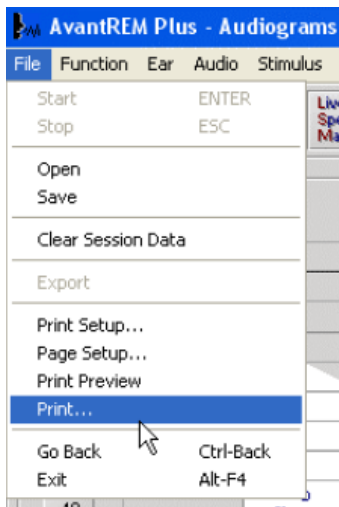 AvantREM Plus - Audiograms
File Function Ear Audio Stimulus
Start ENTER
Stop ESC
Open
Save
Clear Session Data
Export
Print Setup...
Page Setup...
Print Preview
Print...
Go Back Ctrl-Back
Exit Alt-F4